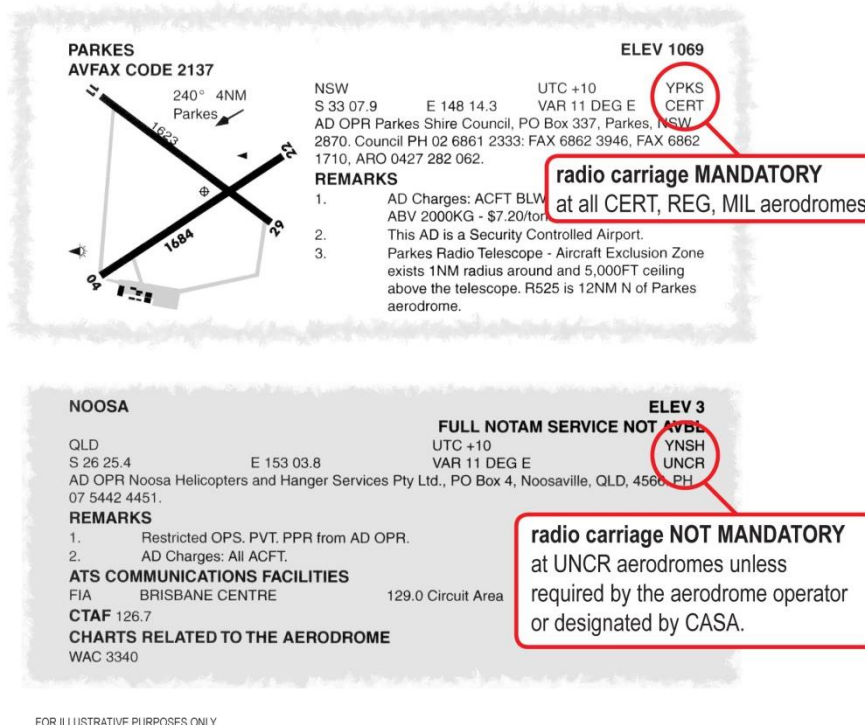 PARKES
ELEV 1069
AVFAX CODE 2137
240° 4NM
Parkes
11
1623
22
29
1684
04
NSW UTC +10 YPKS
S 33 07.9 E 148 14.3 VAR 11 DEG E CERT
AD OPR Parkes Shire Council, PO Box 337, Parkes, NSW
2870. Council PH 02 6861 2333: FAX 6862 3946, FAX 6862
1710, ARO 0427 282 062.
REMARKS
1. AD Charges: ACFT BLW
ABV 2000KG - $7.20/
2. This AD is a Security Controlled Airport.
3. Parkes Radio Telescope - Aircraft Exclusion Zone
exists 1NM radius around and 5,000FT ceiling
above the telescope. R525 is 12NM N of Parkes
aerodrome.
radio carriage MANDATORY
at all CERT, REG, MIL aerodromes
NOOSA ELEV 3
FULL NOTAM SERVICE NOT AVBL
QLD UTC +10 YNSH
S 26 25.4 E 153 03.8 VAR 11 DEG E UNCR
AD OPR Noosa Helicopters and Hanger Services Pty Ltd., PO Box 4, Noosaville, QLD, 4566. PH
07 5442 4451.
REMARKS
1. Restricted OPS. PVT. PPR from AD OPR.
2. AD Charges: All ACFT.
ATS COMMUNICATIONS FACILITIES
FIA BRISBANE CENTRE 129.0 Circuit Area
CTAF 126.7
CHARTS RELATED TO THE AERODROME
WAC 3340
radio carriage NOT MANDATORY
at UNCR aerodromes unless
required by the aerodrome operator
or designated by CASA.
FOR ILLUSTRATIVE PURPOSES ONLY